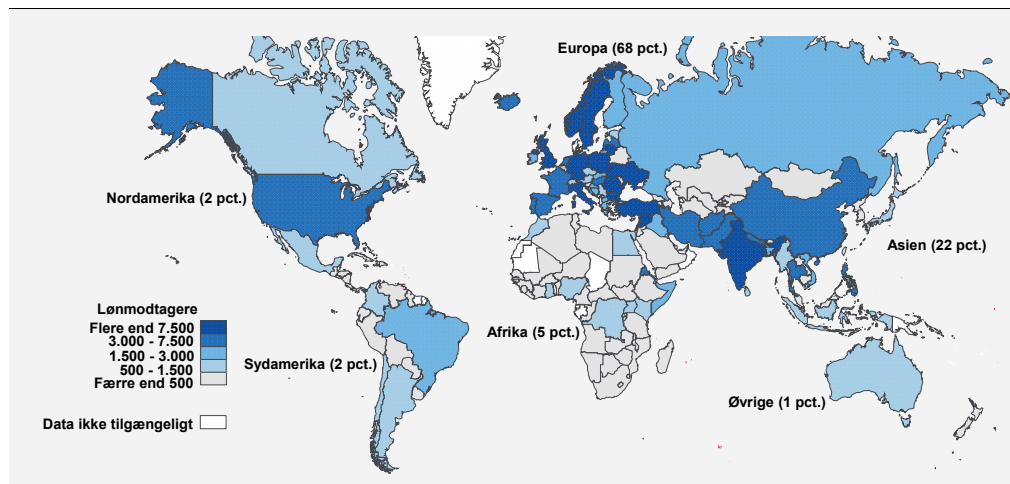 Europa (68 pct.)
Nordamerika (2 pct.)
Asien (22 pct.)
Lønmodtagere
Flere end 7.500
3.000 - 7.500
1.500 - 3.000
500 - 1.500
Færre end 500
Afrika (5 pct.)
Sydamerika (2 pct.)
Øvrige (1 pct.)
Data ikke tilgængeligt